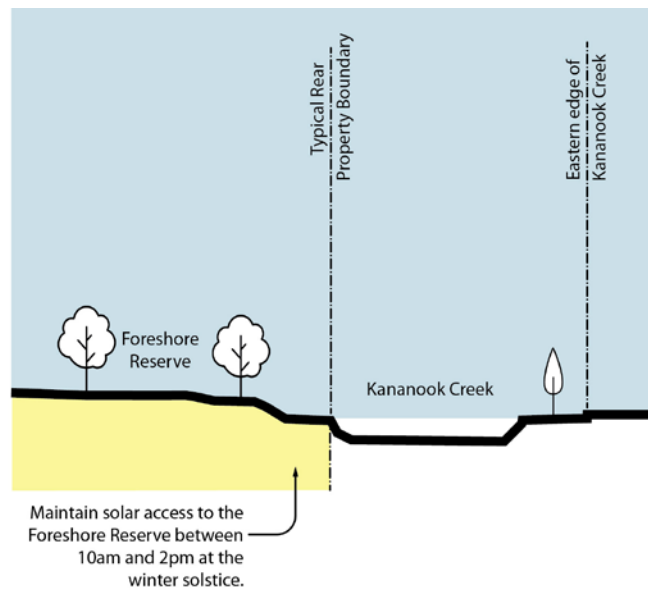 Typical Rear
Property Boundary
Eastern edge of
Kananook Creek
Foreshore
Reserve
Kananook Creek
Maintain solar access to the
Foreshore Reserve between
10am and 2pm at the
winter solstice.